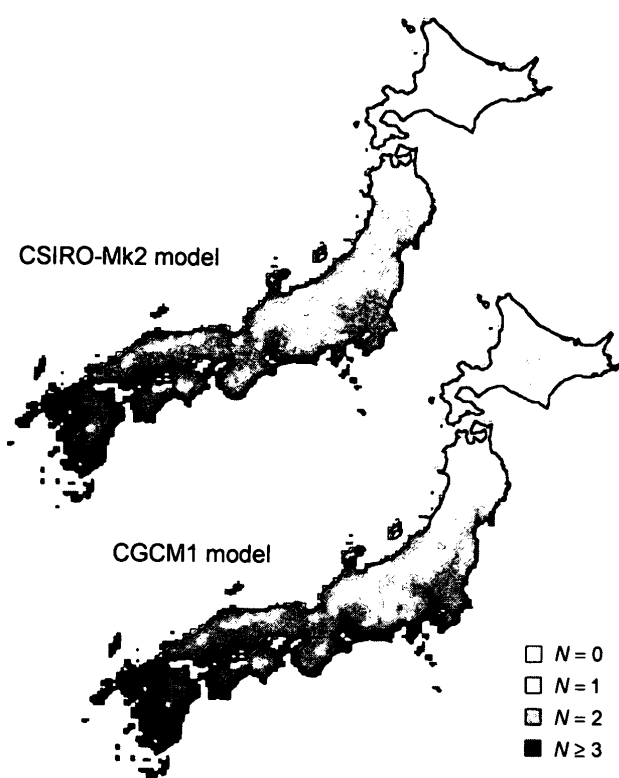 CSIRO-Mk2 model
CGCM1 model
N = 0
N = 1
N = 2
N ≥ 3